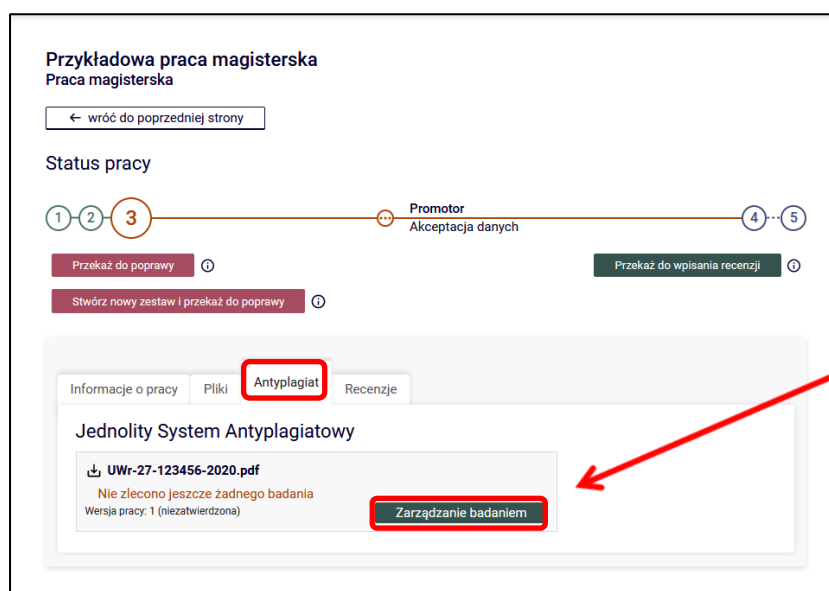 Przykładowa praca magisterska
Praca magisterska
← wróć do poprzedniej strony
Status pracy
1 2 3 Promotor 4 5
Akceptacja danych
Przekaż do poprawy Przekaż do wpisania recenzji
Stwórz nowy zestaw i przekaż do poprawy
Informacje o pracy Pliki Antyplagiat Recenzje
Jednolity System Antyplagiatowy
UWr-27-123456-2020.pdf
Nie zlecono jeszcze żadnego badania
Wersja pracy: 1 (niezatwierdzona) Zarządzanie badaniem